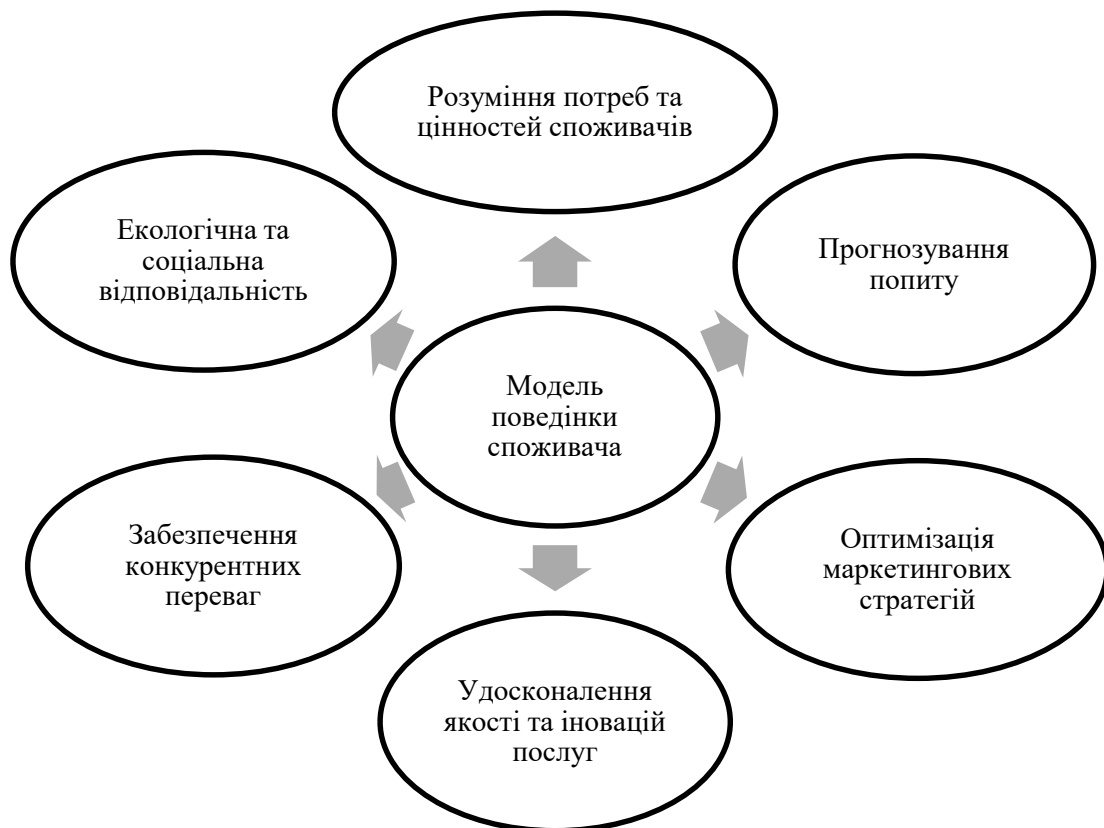 Розуміння потреб та
цінностей споживачів
Екологічна та
соціальна
відповідальність
Прогнозування
попиту
Модель
поведінки
споживача
Забезпечення
конкурентних
переваг
Оптимізація
маркетингових
стратегій
Удосконалення
якості та іновацій
послуг